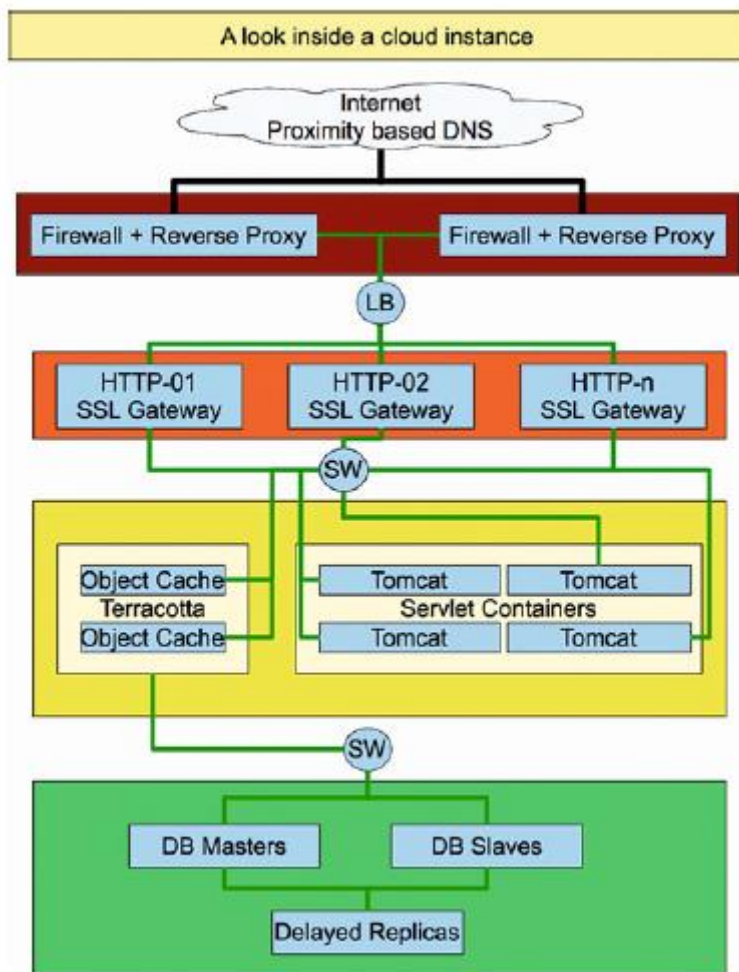 A look inside a cloud instance
Internet
Proximity based DNS
Firewall + Reverse Proxy
Firewall + Reverse Proxy
LB
HTTP-01
SSL Gateway
HTTP-02
SSL Gateway
HTTP-n
SSL Gateway
SW
Object Cache
Terracotta
Object Cache
Tomcat
Tomcat
Servlet Containers
Tomcat
Tomcat
SW
DB Masters
DB Slaves
Delayed Replicas